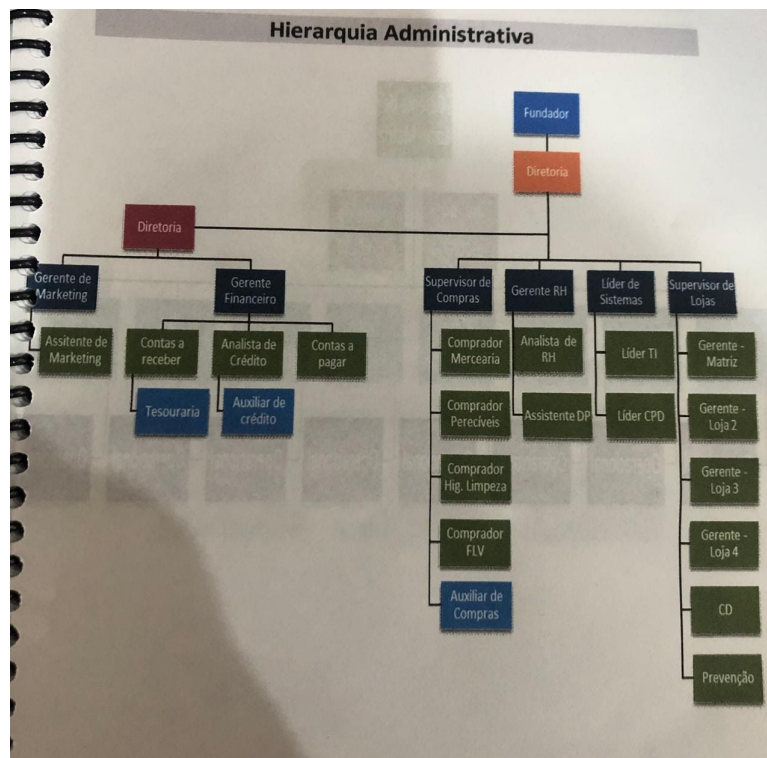 Hierarquia Administrativa
Fundador
Diretoria
Diretoria
Gerente de
Marketing
Gerente
Financeiro
Supervisor de
Compras
Gerente RH
Líder de
Sistemas
Supervisor de
Lojas
Assitente de
Marketing
Contas a
receber
Analista de
Crédito
Contas a
pagar
Tesouraria
Auxiliar de
crédito
Comprador
Mercearia
Comprador
Perecíveis
Comprador
Hig. Limpeza
Comprador
FLV
Auxiliar de
Compras
Analista de
RH
Assistente DP
Líder TI
Líder CPD
Gerente -
Matriz
Gerente -
Loja 2
Gerente -
Loja 3
Gerente -
Loja 4
CD
Prevenção